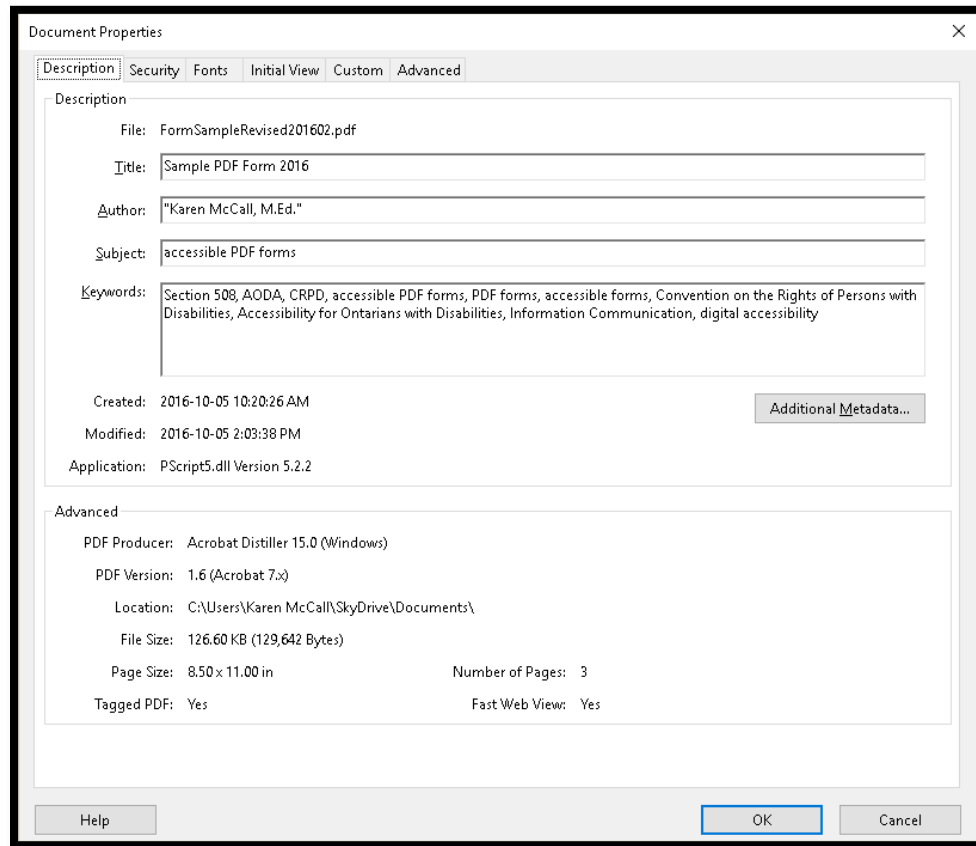 Document Properties
Description Security Fonts Initial View Custom Advanced
Description
File: FormSampleRevised201602.pdf
Title: Sample PDF Form 2016
Author: "Karen McCall, M.Ed."
Subject: accessible PDF forms
Keywords: Section 508, AODA, CRPD, accessible PDF forms, PDF forms, accessible forms, Convention on the Rights of Persons with
Disabilities, Accessibility for Ontarians with Disabilities, Information Communication, digital accessibility
Created: 2016-10-05 10:20:26 AM
Additional Metadata...
Modified: 2016-10-05 2:03:38 PM
Application: PScript5.dll Version 5.2.2
Advanced
PDF Producer: Acrobat Distiller 15.0 (Windows)
PDF Version: 1.6 (Acrobat 7.x)
Location: C:\Users\Karen McCall\SkyDrive\Documents\
File Size: 126.60 KB (129,642 Bytes)
Page Size: 8.50 x 11.00 in Number of Pages: 3
Tagged PDF: Yes Fast Web View: Yes
Help OK Cancel